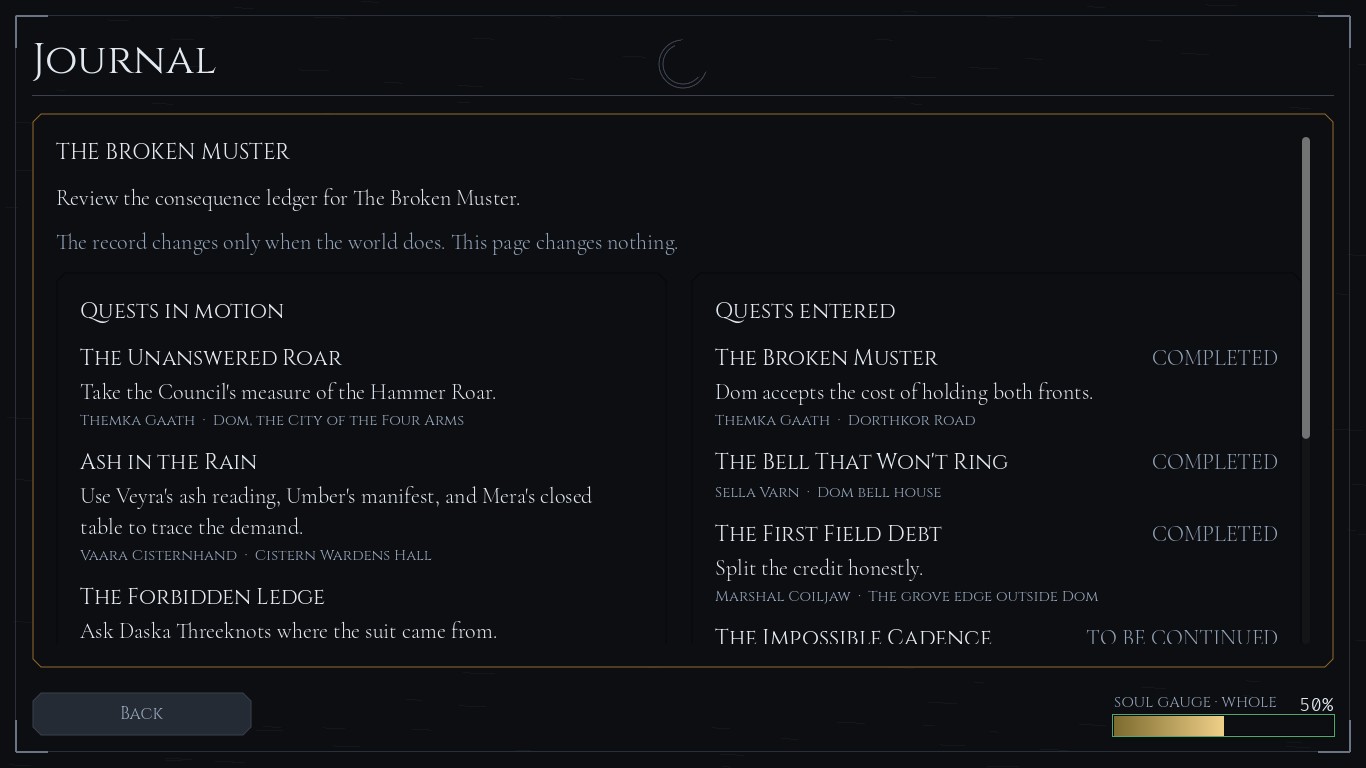 Journal
THE BROKEN MUSTER
Review the consequence ledger for The Broken Muster.
The record changes only when the world does. This page changes nothing.
Quests in motion
The Unanswered Roar
Take the Council's measure of the Hammer Roar.
Themka Gaath · Dom, the City of the Four Arms
Ash in the Rain
Use Veyra's ash reading, Umber's manifest, and Mera's closed
table to trace the demand.
Vaara Cisternhand · Cistern Wardens Hall
The Forbidden Ledge
Ask Daska Threeknots where the suit came from.
Quests entered
The Broken Muster COMPLETED
Dom accepts the cost of holding both fronts.
Themka Gaath · Dorthkor Road
The Bell That Won't Ring COMPLETED
Sella Varn · Dom bell house
The First Field Debt COMPLETED
Split the credit honestly.
Marshal Coiljaw · The grove edge outside Dom
The Impossible Cadence TO BE CONTINUED
Back
SOUL GAUGE · WHOLE 50%